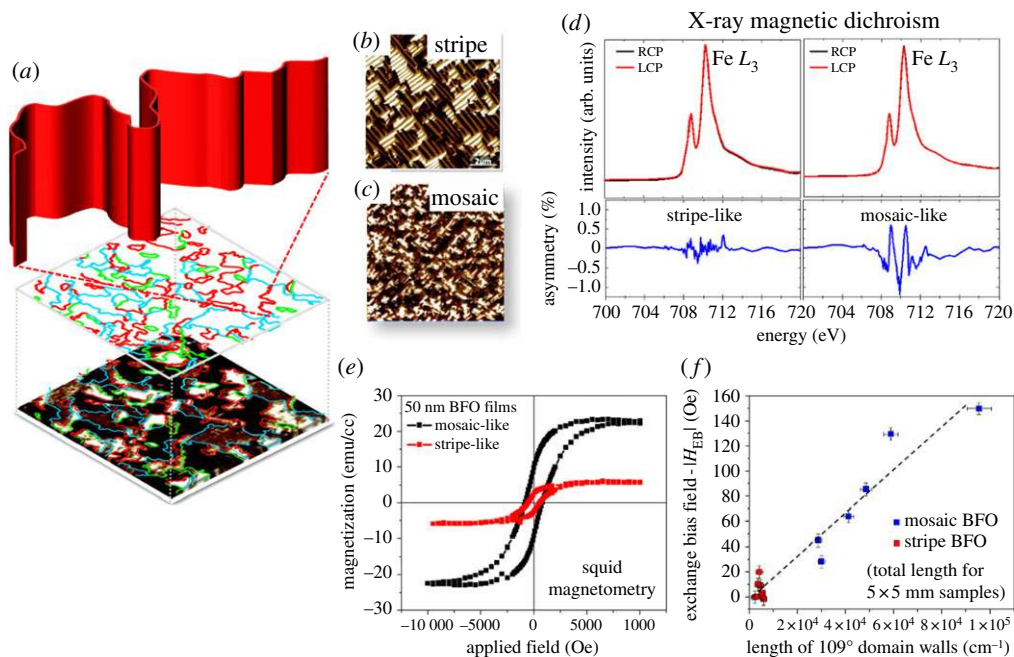 X-ray magnetic dichroism
(a)
(b)
stripe
2µm
(c)
mosaic
(d)
RCP
LCP
Fe L3
RCP
LCP
Fe L3
intensity (arb. units)
stripe-like
mosaic-like
asymmetry (%)
1.0
0.5
0
−0.5
−1.0
700 704 708 712 716 720
704 708 712 716 720
energy (eV)
(e)
50 nm BFO films
mosaic-like
stripe-like
squid
magnetometry
magnetization (emu/cc)
30
20
10
0
−10
−20
−30
−10 000 −5000 0 5000 1000
applied field (Oe)
(f)
exchange bias field - |HEB| (Oe)
160
140
120
100
80
60
40
20
0
mosaic BFO
stripe BFO
(total length for
5×5 mm samples)
0 2×10⁴ 4×10⁴ 6×10⁴ 8×10⁴ 1×10⁵
length of 109° domain walls (cm⁻¹)